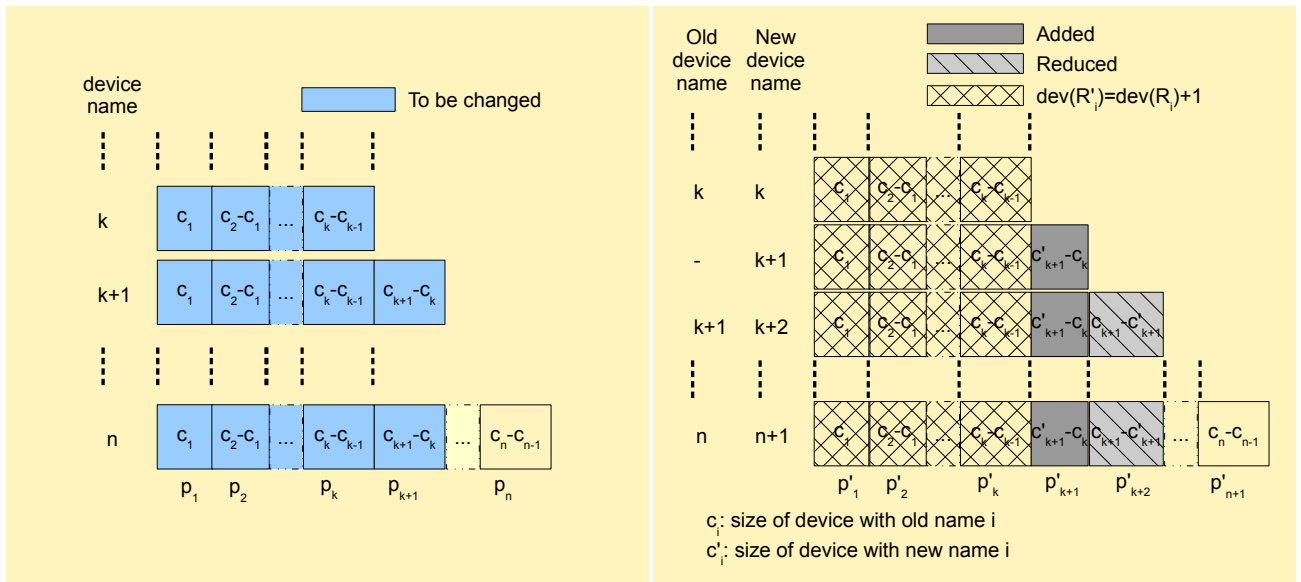 device
name
To be changed
k
c₁ c₂-c₁ ... cₖ-cₖ₋₁
k+1
c₁ c₂-c₁ ... cₖ-cₖ₋₁ cₖ₊₁-cₖ
n
c₁ c₂-c₁ ... cₖ-cₖ₋₁ cₖ₊₁-cₖ ... cₙ-cₙ₋₁
p₁ p₂ pₖ pₖ₊₁ pₙ
Old
device
name
New
device
name
Added
Reduced
dev(R'ᵢ)=dev(Rᵢ)+1
k k c₁ c₂-c₁ ... cₖ-cₖ₋₁
- k+1 c₁ c₂-c₁ ... cₖ-cₖ₋₁ c'ₖ₊₁-cₖ
k+1 k+2 c₁ c₂-c₁ ... cₖ-cₖ₋₁ c'ₖ₊₁-cₖ cₖ₊₁-c'ₖ₊₁
n n+1 c₁ c₂-c₁ ... cₖ-cₖ₋₁ c'ₖ₊₁-cₖ cₖ₊₁-c'ₖ₊₁ ... cₙ-cₙ₋₁
p'₁ p'₂ p'ₖ p'ₖ₊₁ p'ₖ₊₂ p'ₙ₊₁
cᵢ: size of device with old name i
c'ᵢ: size of device with new name i